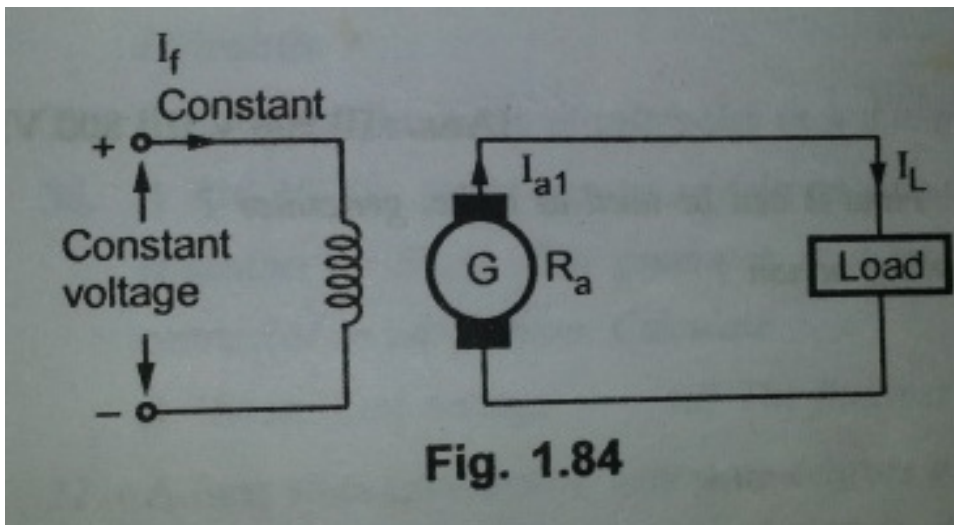 I_f
Constant
+
Constant
voltage
−
I_a1
G
R_a
I_L
Load
Fig. 1.84